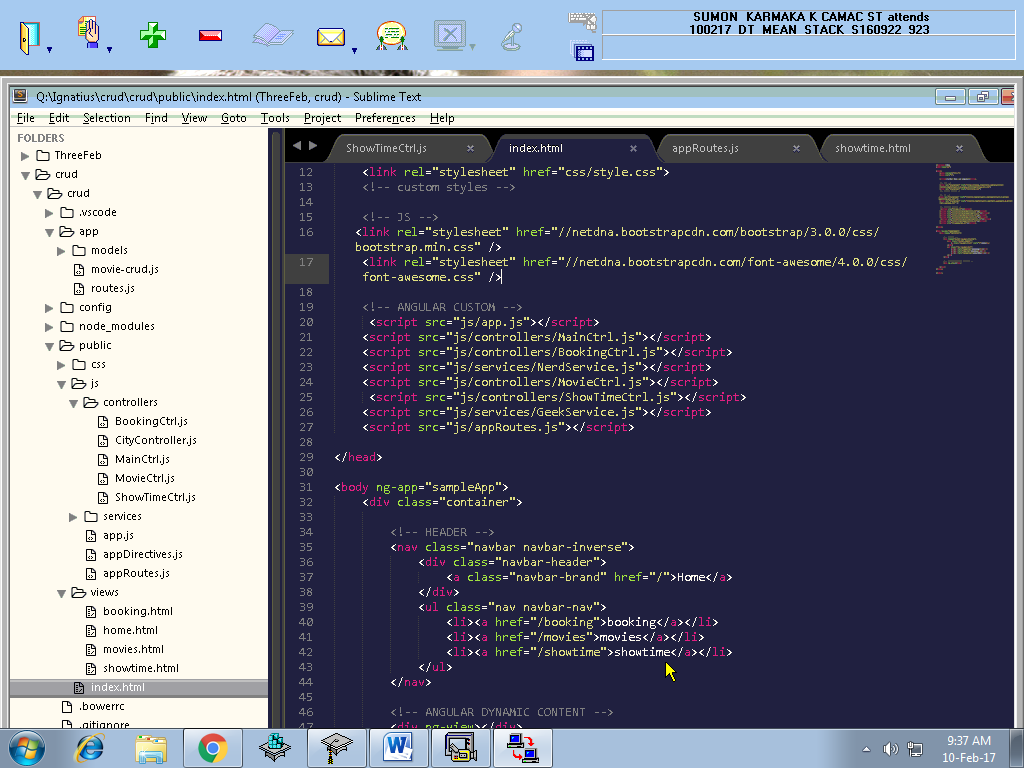 SUMON KARMAKA K CAMAC ST attends
100217 DT MEAN STACK S160922 923
Q:\Ignatius\crud\crud\public\index.html (ThreeFeb, crud) - Sublime Text
File Edit Selection Find View Goto Tools Project Preferences Help
FOLDERS
ThreeFeb
crud
crud
.vscode
app
models
movie-crud.js
routes.js
config
node_modules
public
css
js
controllers
BookingCtrl.js
CityController.js
MainCtrl.js
MovieCtrl.js
ShowTimeCtrl.js
services
app.js
appDirectives.js
appRoutes.js
views
booking.html
home.html
movies.html
showtime.html
index.html
.bowerrc
.gitignore
ShowTimeCtrl.js × index.html × appRoutes.js × showtime.html ×
12 <link rel="stylesheet" href="css/style.css">
13 <!-- custom styles -->
14
15 <!-- JS -->
16 <link rel="stylesheet" href="//netdna.bootstrapcdn.com/bootstrap/3.0.0/css/
bootstrap.min.css" />
17 <link rel="stylesheet" href="//netdna.bootstrapcdn.com/font-awesome/4.0.0/css/
font-awesome.css" />
18
19 <!-- ANGULAR CUSTOM -->
20 <script src="js/app.js"></script>
21 <script src="js/controllers/MainCtrl.js"></script>
22 <script src="js/controllers/BookingCtrl.js"></script>
23 <script src="js/services/NerdService.js"></script>
24 <script src="js/controllers/MovieCtrl.js"></script>
25 <script src="js/controllers/ShowTimeCtrl.js"></script>
26 <script src="js/services/GeekService.js"></script>
27 <script src="js/appRoutes.js"></script>
28
29 </head>
30
31 <body ng-app="sampleApp">
32 <div class="container">
33
34 <!-- HEADER -->
35 <nav class="navbar navbar-inverse">
36 <div class="navbar-header">
37 <a class="navbar-brand" href="/">Home</a>
38 </div>
39 <ul class="nav navbar-nav">
40 <li><a href="/booking">booking</a></li>
41 <li><a href="/movies">movies</a></li>
42 <li><a href="/showtime">showtime</a></li>
43 </ul>
44 </nav>
45
46 <!-- ANGULAR DYNAMIC CONTENT -->
47 <div ng-view></div>
9:37 AM
10-Feb-17